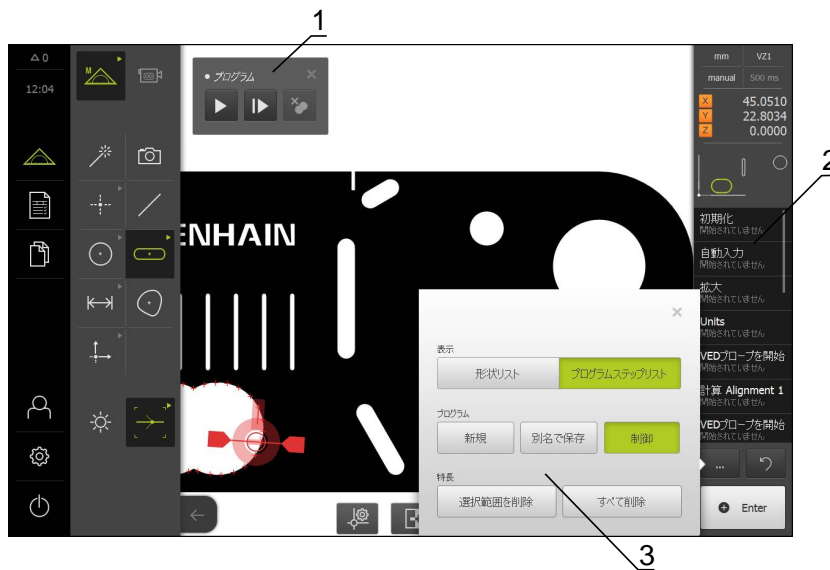 1
0
12:04
M
プログラム
ENHAIN
mm VZ1
manual 500 ms
X 45.0510
Y 22.8034
Z 0.0000
2
初期化
開始されていません
自動入力
開始されていません
拡大
開始されていません
Units
開始されていません
VEDプローブを開始
開始されていません
計算 Alignment 1
開始されていません
VEDプローブを開始
開始されていません
...
Enter
表示
形状リスト プログラムステップリスト
プログラム
新規 別名で保存 制御
特長
選択範囲を削除 すべて削除
3